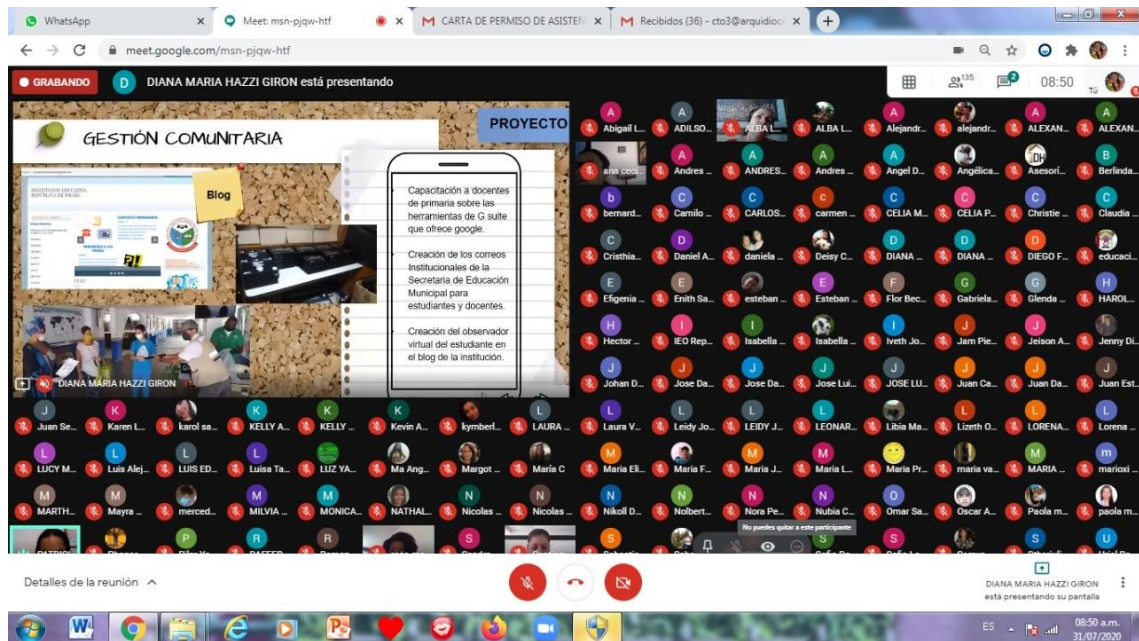 WhatsApp
Meet: msn-pjqw-htf
CARTA DE PERMISO DE ASISTEN
Recibidos (36) - cto3@arquidioce
meet.google.com/msn-pjqw-htf
GRABANDO
D
DIANA MARIA HAZZI GIRON está presentando
135
2
08:50
Tú
GESTIÓN COMUNITARIA
PROYECTO
INSTITUCION EDUCATIVA
REPÚBLICA DE ISRAEL
Blog
Capacitación a docentes
de primaria sobre las
herramientas de G suite
que ofrece google.
Creación de los correos
Institucionales de la
Secretaria de Educación
Municipal para
estudiantes y docentes.
Creación del observador
virtual del estudiante en
el blog de la institución.
DIANA MARIA HAZZI GIRON
Abigail L... ADILSO... ALBA L... ALBA L... Alejandr... alejandr... ALEXAN... ALEXAN...
ana ceci... Andres ... ANDRES... Andres ... Angel D... Angélica... Asesorí... Berlinda...
bernard... Camilo ... CARLOS... carmen ... CELIA M... CELIA P... Christie ... Claudia ...
Cristhia... Daniel A... daniela ... Deisy C... DIANA ... DIANA ... DIEGO F... educaci...
Efigenia ... Enith Sa... esteban ... Esteban ... Flor Bec... Gabriela... Glenda ... HAROL...
Hector ... IEO Rep... Isabella ... Isabella ... Iveth Jo... Jam Pie... Jeison A... Jenny Di...
Johan D... Jose Da... Jose Da... Jose Lui... JOSE LU... Juan Ca... Juan Da... Juan Est...
Juan Se... Karen L... karol sa... KELLY A... KELLY ... Kevin A... kymberl... LAURA ... Laura V... Leidy Jo... LEIDY J... LEONAR... Libia Ma... Lizeth O... LORENA... Lorena ...
LUCY M... Luis Alej... LUIS ED... Luisa Ta... LUZ YA... Ma Ang... Margot ... María C Maria Eli... Maria F... Maria J... Maria L... Maria Pr... maria va... MARIA ... marioxi ...
MARTH... Mayra ... merced... MILVIA ... MONICA... NATHAL... Nicolas ... Nicolas ... Nikoll D... Nolbert... Nora Pe... Nubia C... Omar Sa... Oscar A... Paola m... paola m...
No puedes quitar a este participante
Detalles de la reunión
DIANA MARIA HAZZI GIRON
está presentando su pantalla
ES
08:50 a.m.
31/07/2020